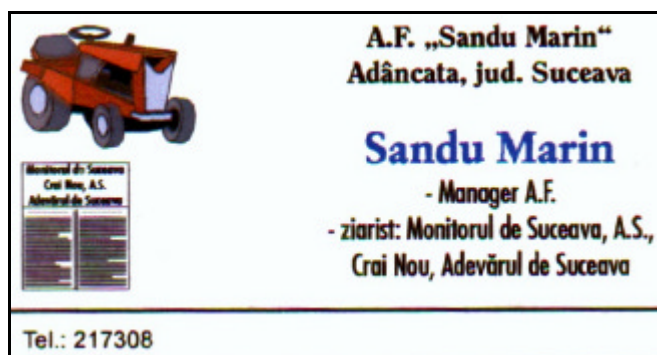 A.F. „Sandu Marin“
Adâncata, jud. Suceava
Sandu Marin
- Manager A.F.
- ziarist: Monitorul de Suceava, A.S.,
Crai Nou, Adevărul de Suceava
Monitorul de Suceava
Crai Nou, A.S.
Adevărul de Suceava
Tel.: 217308